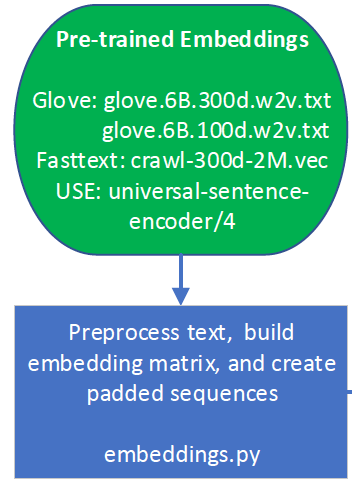 Pre-trained Embeddings
Glove: glove.6B.300d.w2v.txt
glove.6B.100d.w2v.txt
Fasttext: crawl-300d-2M.vec
USE: universal-sentence-
encoder/4
Preprocess text, build
embedding matrix, and create
padded sequences
embeddings.py